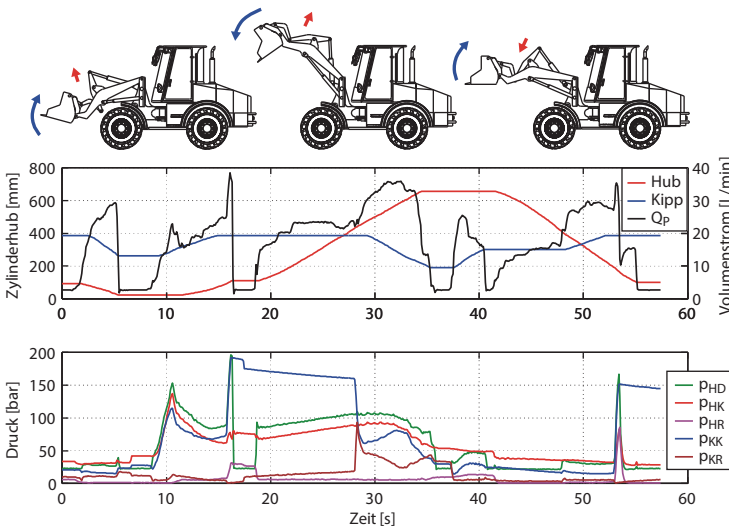 Zylinderhub [mm]
800
600
400
200
0
0 10 20 30 40 50 60
40
30
20
10
0
Volumenstrom [L/min]
Hub
Kipp
QP
Druck [bar]
200
150
100
50
0
0 10 20 30 40 50 60
Zeit [s]
pHD
pHK
pHR
pKK
pKR